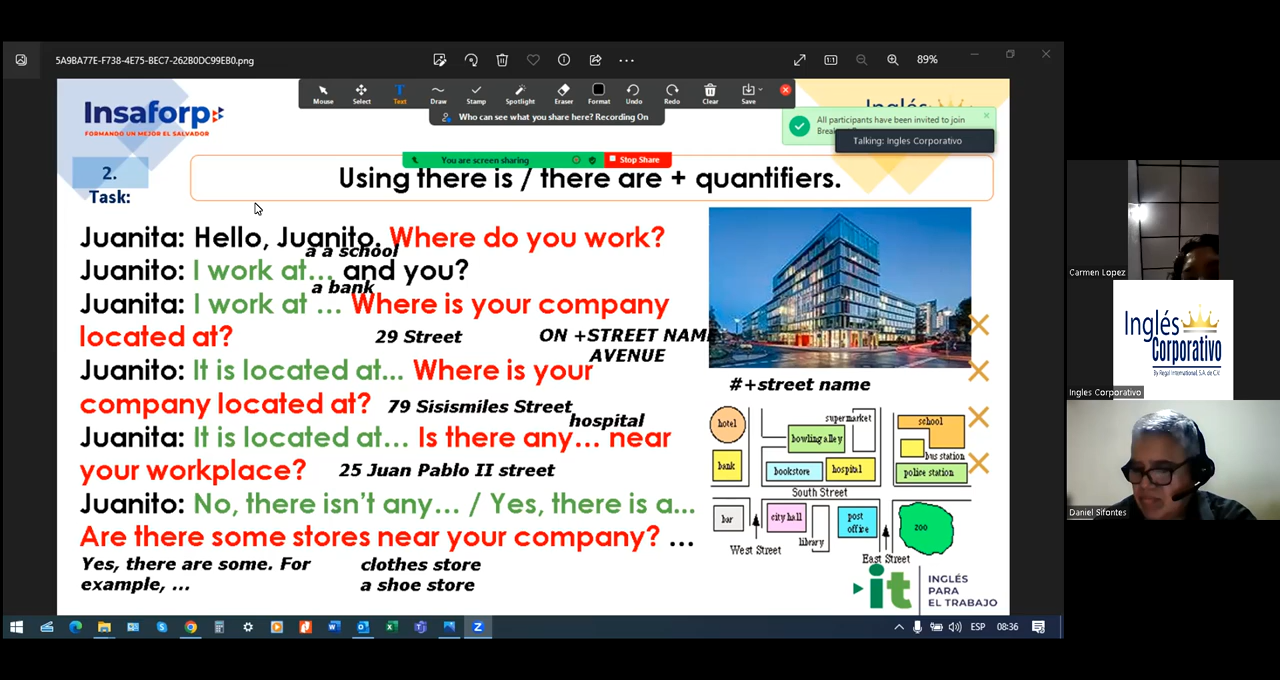 5A9BA77E-F738-4E75-BEC7-262B0DC99EB0.png
89%
Insaforp
FORMANDO UN MEJOR EL SALVADOR
Mouse Select Text Draw Stamp Spotlight Eraser Format Undo Redo Clear Save
Who can see what you share here? Recording On
Inglés
All participants have been invited to join
Talking: Ingles Corporativo
You are screen sharing Stop Share
2.
Task:
Using there is / there are + quantifiers.
Juanita: Hello, Juanito. Where do you work?
a a school
Juanito: I work at... and you?
a bank
Juanita: I work at ... Where is your company
located at?
29 Street
ON +STREET NAME
AVENUE
Juanito: It is located at... Where is your
company located at?
79 Sisismiles Street
hospital
Juanita: It is located at... Is there any... near
your workplace?
25 Juan Pablo II street
Juanito: No, there isn't any... / Yes, there is a...
Are there some stores near your company? ...
Yes, there are some. For
example, ...
clothes store
a shoe store
#+street name
hotel
supermarket
school
bowling alley
bus station
bank
bookstore
hospital
police station
South Street
bar
city hall
post
office
zoo
library
West Street
East Street
it
INGLÉS
PARA
EL TRABAJO
ESP
08:36
Carmen Lopez
Inglés
Corporativo
By Regal International, S.A. de C.V.
Ingles Corporativo
Daniel Sifontes